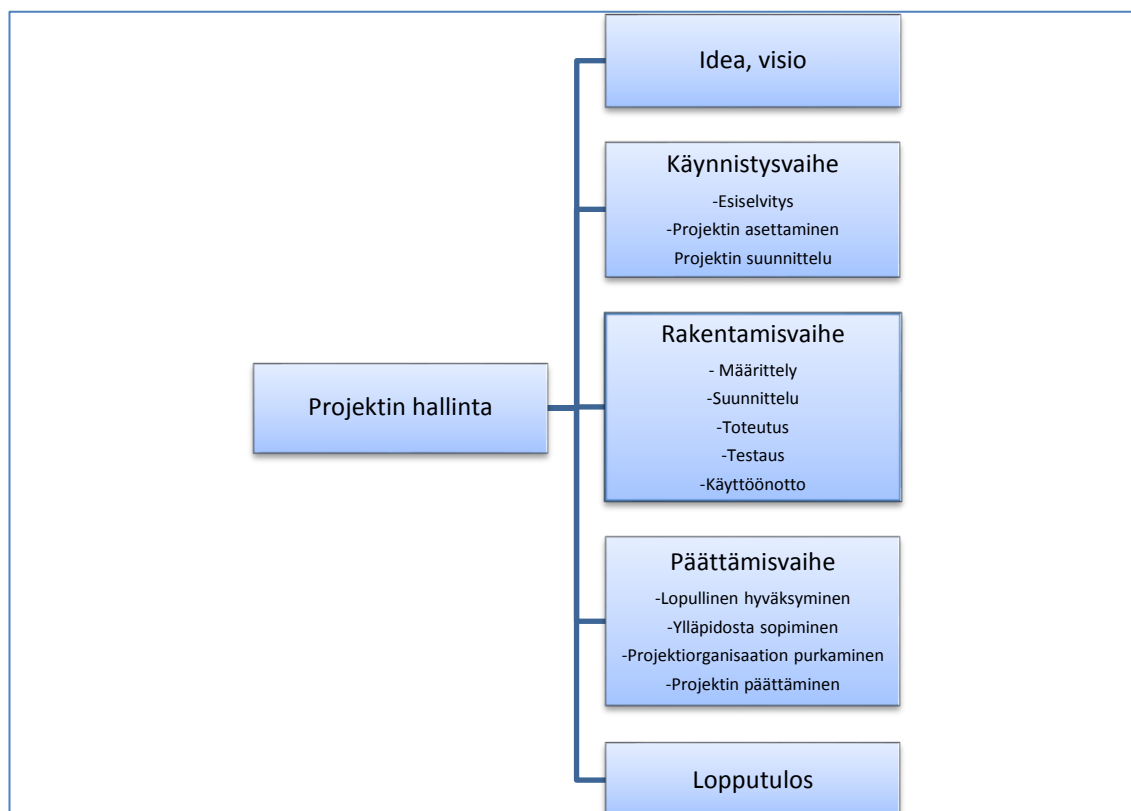 Idea, visio
Käynnistysvaihe
-Esiselvitys
-Projektin asettaminen
Projektin suunnittelu
Rakentamisvaihe
- Määrittely
-Suunnittelu
-Toteutus
-Testaus
-Käyttöönotto
Projektin hallinta
Päättämisvaihe
-Lopullinen hyväksyminen
-Ylläpidosta sopiminen
-Projektiorganisaation purkaminen
-Projektin päättäminen
Lopputulos